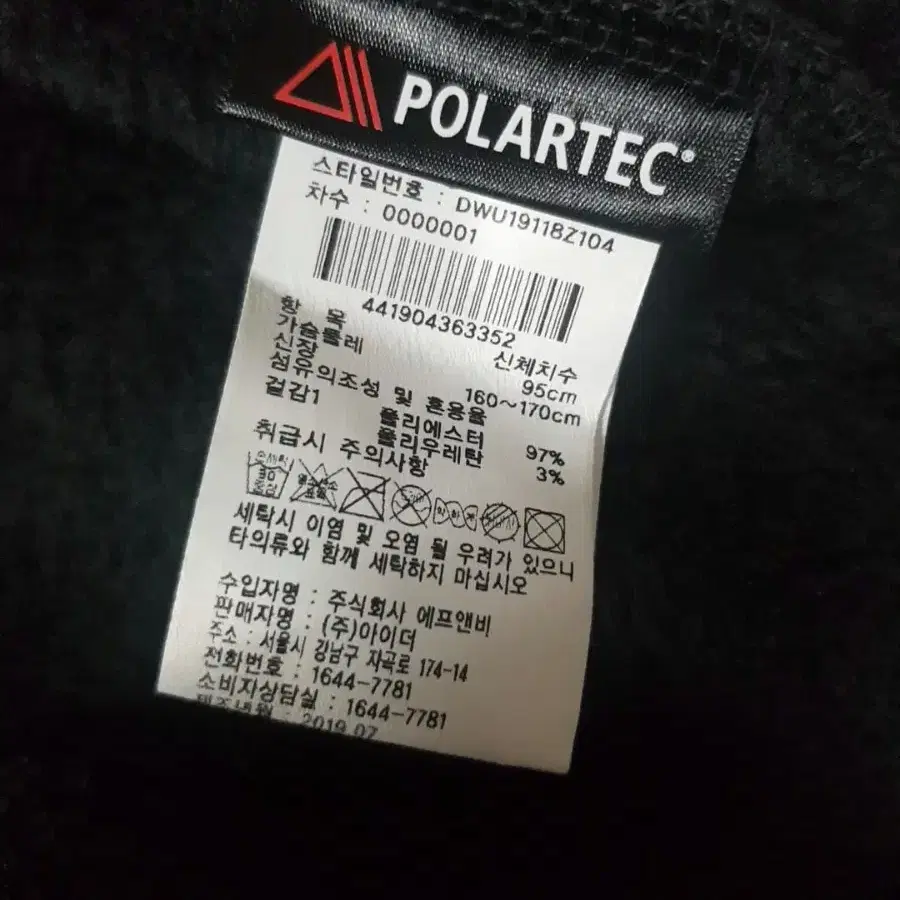 POLARTEC
스타일번호 : DWU19118Z104
차수 : 0000001
441904363352
항 목 신체치수
가슴둘레 95cm
신장 160~170cm
섬유의조성 및 혼용율
겉감1 폴리에스터 97%
폴리우레탄 3%
취급시 주의사항
세탁시 이염 및 오염 될 우려가 있으니
타의류와 함께 세탁하지 마십시오
수입자명 : 주식회사 에프앤비
판매자명 : (주)아이더
주소 : 서울시 강남구 자곡로 174-14
전화번호 : 1644-7781
소비자상담실 : 1644-7781
제조년월 : 2019.07